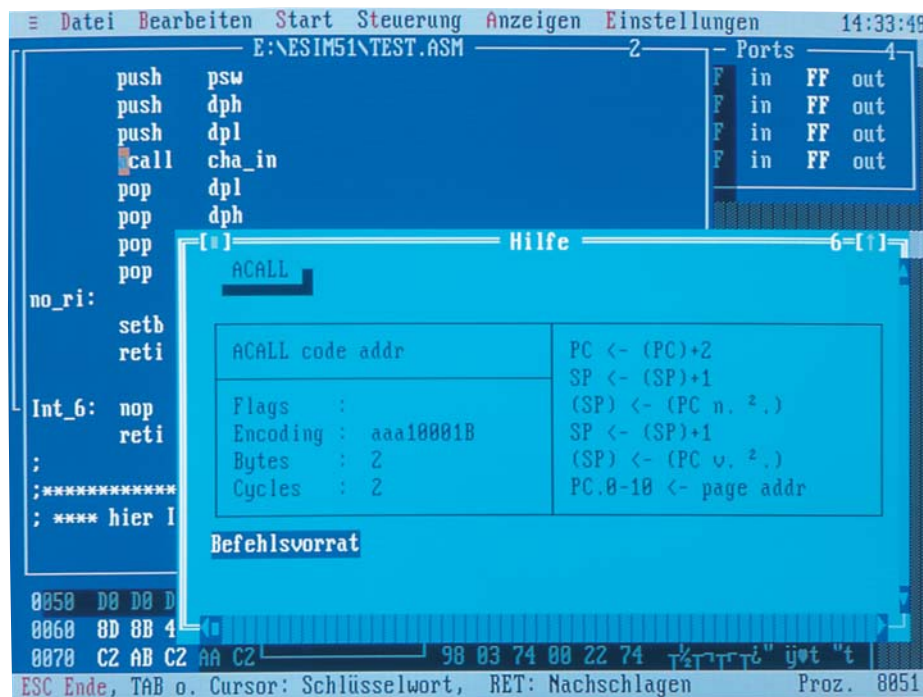 ≡ Datei Bearbeiten Start Steuerung Anzeigen Einstellungen 14:33:49
E:\ESIM51\TEST.ASM 2
Ports 4
push psw
push dph
push dpl
call cha_in
pop dpl
pop dph
pop
pop
no_ri:
setb
reti
Int_6: nop
reti
;
;************
; **** hier I
F in FF out
F in FF out
F in FF out
F in FF out
Hilfe 6=[↑]
ACALL
ACALL code addr
Flags :
Encoding : aaa10001B
Bytes : 2
Cycles : 2
PC <- (PC)+2
SP <- (SP)+1
(SP) <- (PC n. ².)
SP <- (SP)+1
(SP) <- (PC v. ².)
PC.0-10 <- page addr
Befehlsvorrat
0050 D0 D0 D
0060 8D 8B 4
0070 C2 AB C2 AA C2 98 03 74 00 22 74
ESC Ende, TAB o. Cursor: Schlüsselwort, RET: Nachschlagen Proz. 8051